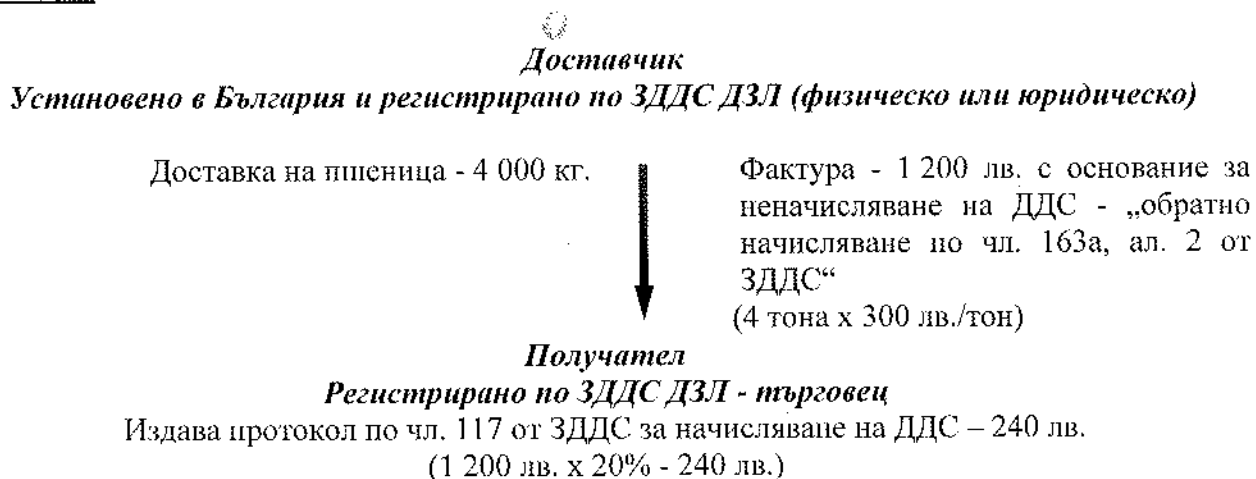 Доставчик
Установено в България и регистрирано по ЗДДС ДЗЛ (физическо или юридическо)
Доставка на пшеница - 4 000 кг.
Фактура - 1 200 лв. с основание за
неначисляване на ДДС - „обратно
начисляване по чл. 163а, ал. 2 от
ЗДДС“
(4 тона х 300 лв./тон)
Получател
Регистрирано по ЗДДС ДЗЛ - търговец
Издава протокол по чл. 117 от ЗДДС за начисляване на ДДС – 240 лв.
(1 200 лв. х 20% - 240 лв.)